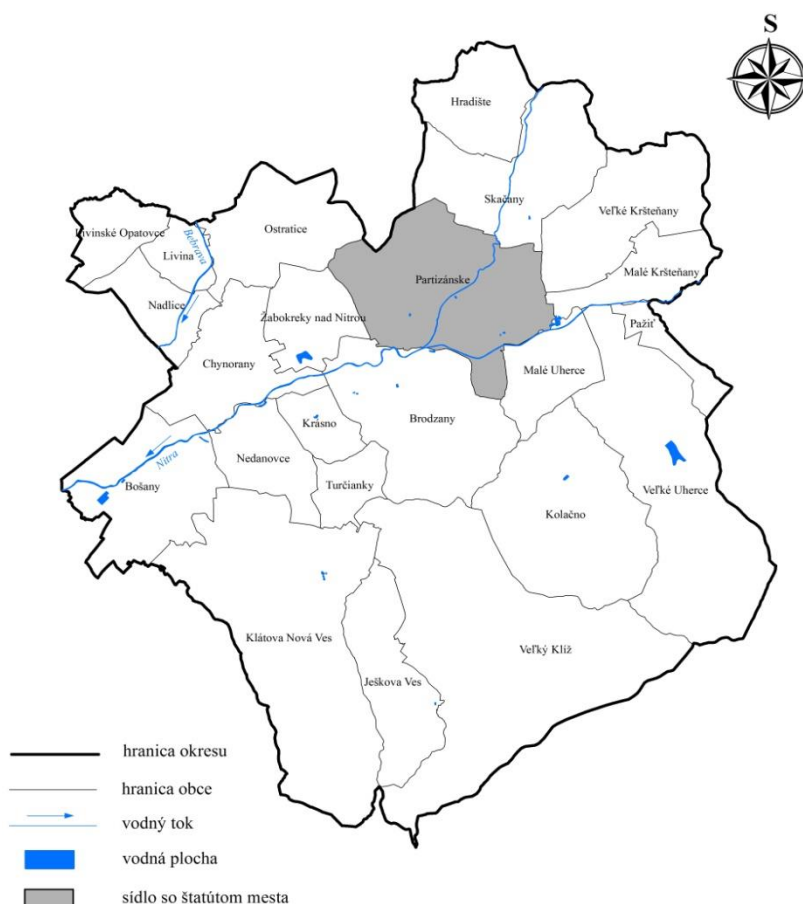 S
Hradište
Skačany
Veľké Kršteňany
Ostratice
Livinské Opatovce
Bebrava
Livina
Malé Kršteňany
Partizánske
Nadlice
Žabokreky nad Nitrou
Pažiť
Chynorany
Malé Uherce
Krásno
Brodzany
Nitra
Nedanovce
Bošany
Turčianky
Veľké Uherce
Kolačno
Klátova Nová Ves
Veľký Klíž
Ješkova Ves
hranica okresu
hranica obce
vodný tok
vodná plocha
sídlo so štatútom mesta